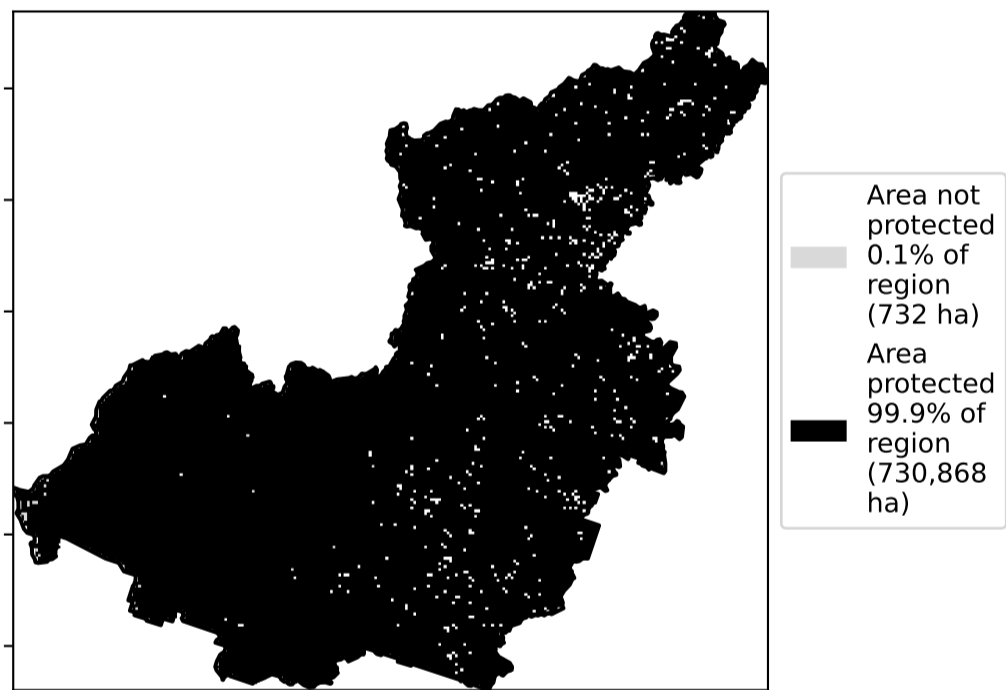 Area not
protected
0.1% of
region
(732 ha)
Area
protected
99.9% of
region
(730,868
ha)